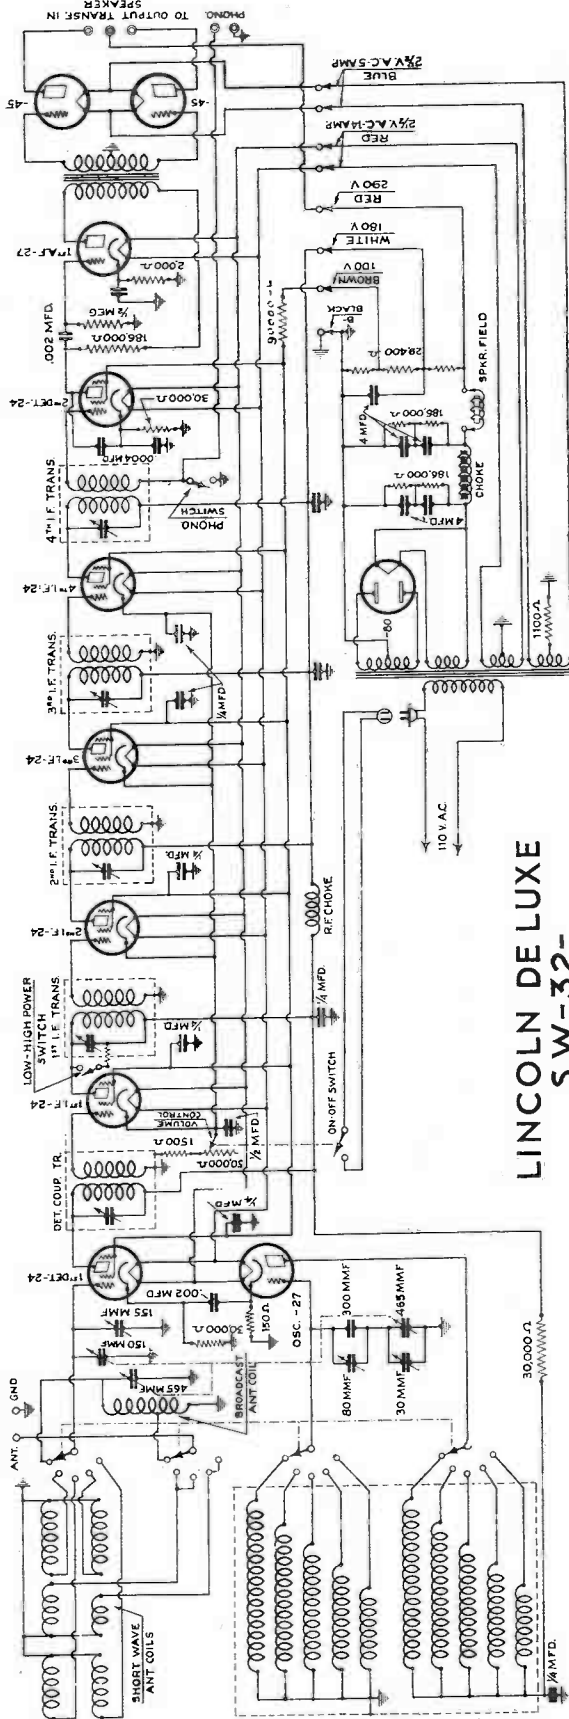 ANT.
GND
SHORT WAVE
ANT COILS
BROADCAST
ANT COIL
465 MMF
150 MMF
155 MMF
.002 MFD
150 Ω
OSC. -27
300 MMF
80 MMF
465 MMF
30 MMF
30,000 Ω
¼ MFD.
1ST DET.-24
DET. COUP. TR.
¼ MFD
1500 Ω
50,000 Ω
VOLUME
CONTROL
½ MFD
ON-OFF SWITCH
1ST I.F.-24
LOW-HIGH POWER
SWITCH
1ST I.F. TRANS.
¼ MFD
¼ MFD.
2ND I.F.-24
2ND I.F. TRANS.
¼ MFD.
R.F. CHOKE
3RD I.F.-24
3RD I.F. TRANS.
¼ MFD
4TH I.F.-24
4TH I.F. TRANS.
PHONO
SWITCH
.0004 MFD
30,000 Ω
2ND DET.-24
.002 MFD.
½ MEG
186,000 Ω
2,000 Ω
1ST A.F.-27
-45
-45
TO OUTPUT TRANSF. IN
SPEAKER
PHONO.
BLACK
B-
BROWN
100 V
WHITE
180 V.
RED
290 V
RED
2½ V. A.C.-14 AMP.
BLUE
2½ V. A.C.-5 AMP
29,400 Ω
4 MFD
186,000 Ω
SPKR. FIELD
186,000 Ω
4 MFD.
CHOKE
-80
1100 Ω
110 V. A.C.
LINCOLN DE LUXE
S.W-32-